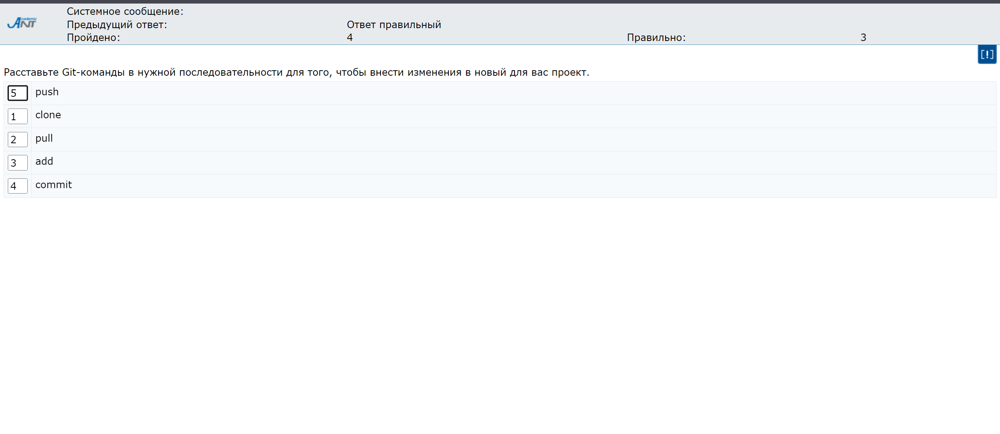 Academic ANT
Системное сообщение:
Предыдущий ответ: Ответ правильный
Пройдено: 4 Правильно: 3
[!]
Расставьте Git-команды в нужной последовательности для того, чтобы внести изменения в новый для вас проект.
5 push
1 clone
2 pull
3 add
4 commit